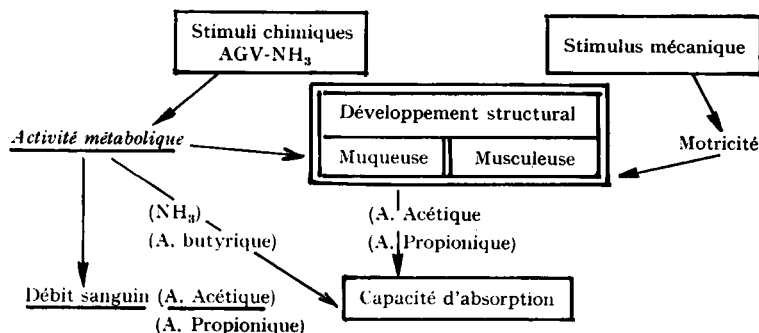 Stimuli chimiques
AGV-NH₃
Stimulus mécanique
Développement structural
Muqueuse
Musculeuse
Activité métabolique
Motricité
(NH₃)
(A. butyrique)
(A. Acétique
(A. Propionique)
Débit sanguin (A. Acétique)
(A. Propionique)
Capacité d'absorption